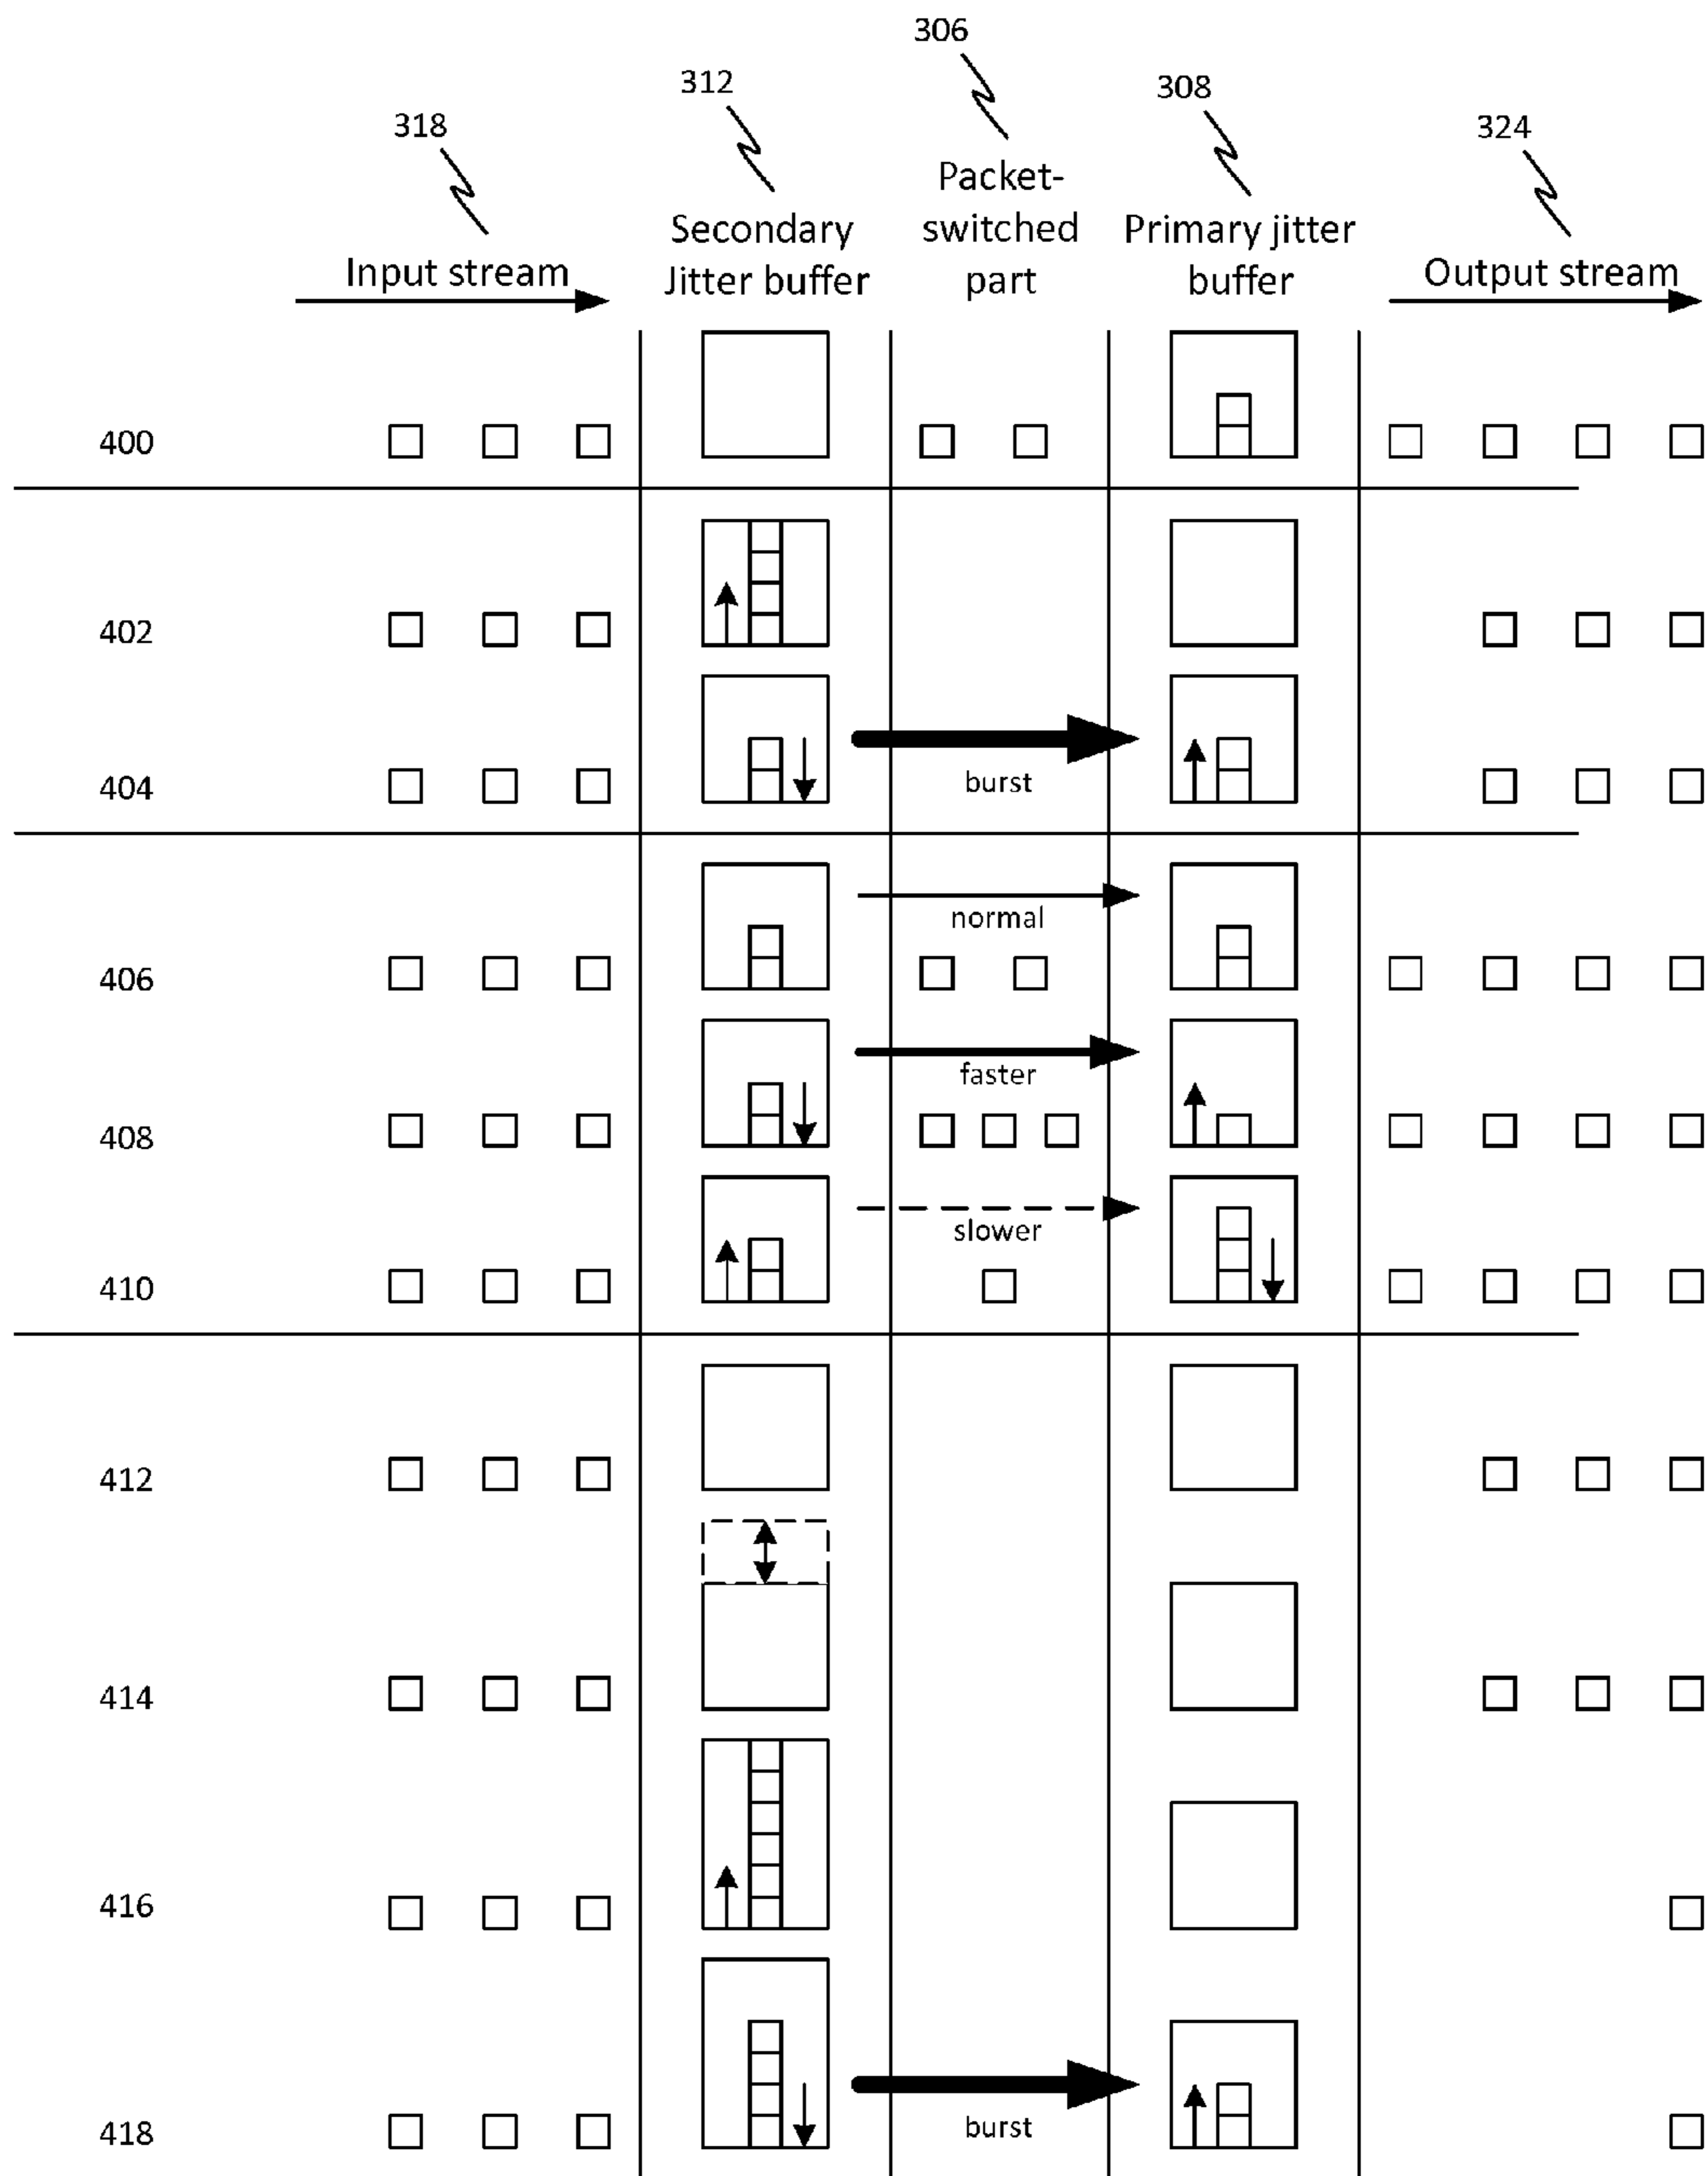 306
312
308
318
324
Packet-
switched
part
Secondary
Jitter buffer
Primary jitter
buffer
Input stream
Output stream
400
402
404
burst
normal
406
faster
408
slower
410
412
414
416
418
burst